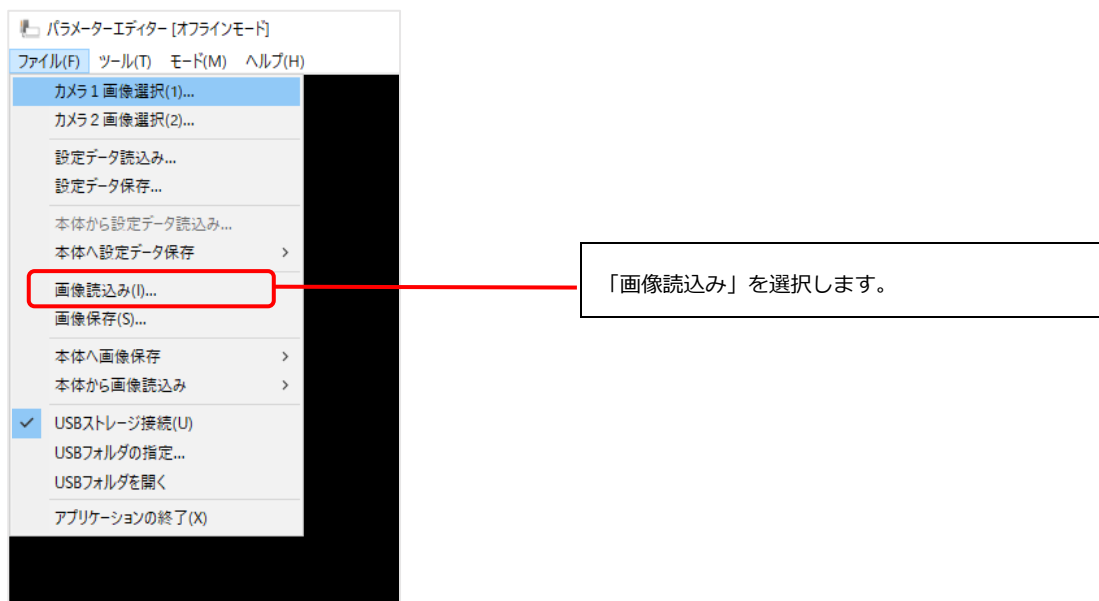 パラメーターエディター [オフラインモード]
ファイル(F) ツール(T) モード(M) ヘルプ(H)
カメラ1画像選択(1)...
カメラ2画像選択(2)...
設定データ読込み...
設定データ保存...
本体から設定データ読込み...
本体へ設定データ保存
画像読込み(I)...
画像保存(S)...
本体へ画像保存
本体から画像読込み
USBストレージ接続(U)
USBフォルダの指定...
USBフォルダを開く
アプリケーションの終了(X)
「画像読込み」を選択します。